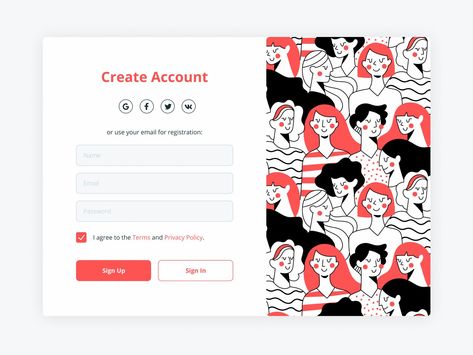 Create Account
G f VK
or use your email for registration:
Name
Email
Password
I agree to the Terms and Privacy Policy.
Sign Up Sign In